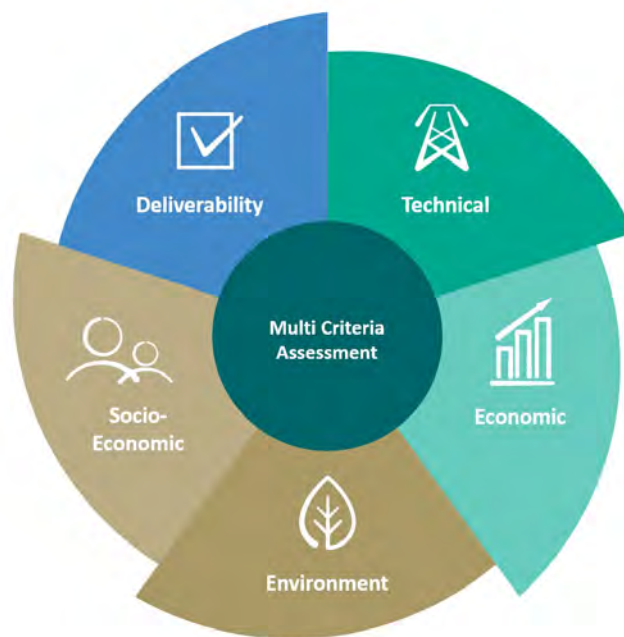 Deliverability
Technical
Multi Criteria
Assessment
Socio-
Economic
Economic
Environment